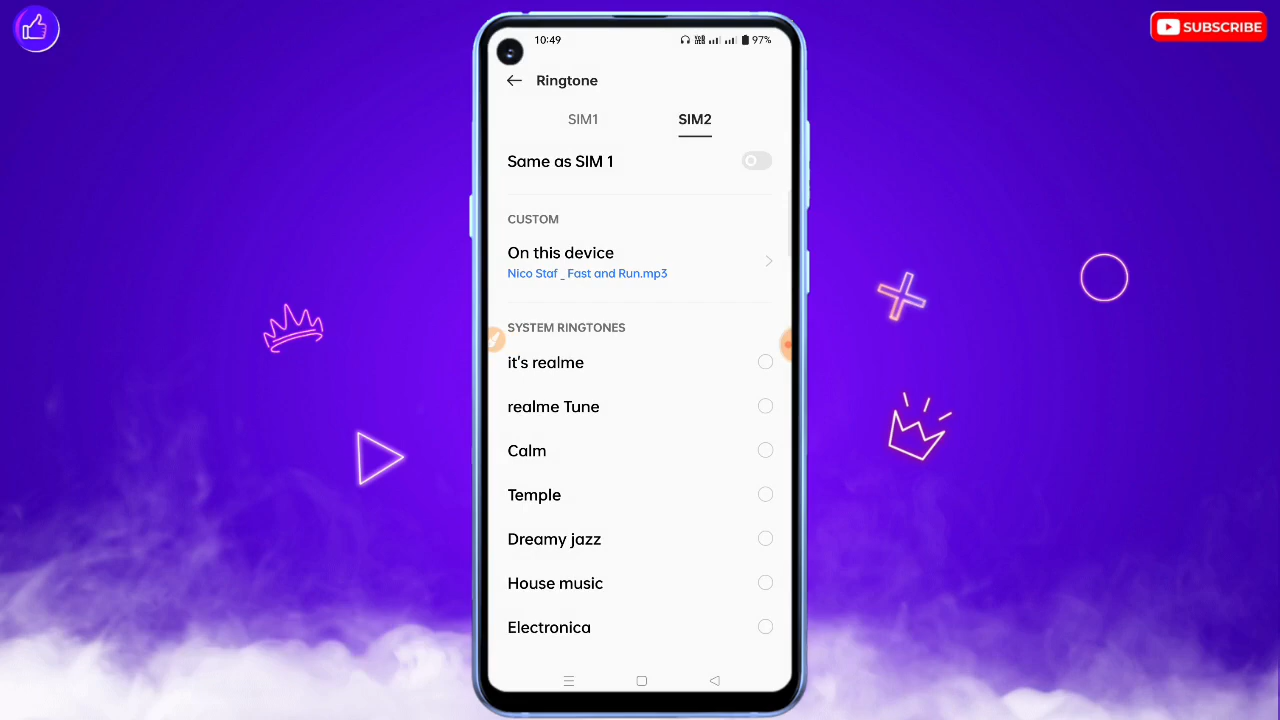 SUBSCRIBE
10:49
97%
Ringtone
SIM1 SIM2
Same as SIM 1
CUSTOM
On this device
Nico Staf _ Fast and Run.mp3
SYSTEM RINGTONES
it's realme
realme Tune
Calm
Temple
Dreamy jazz
House music
Electronica